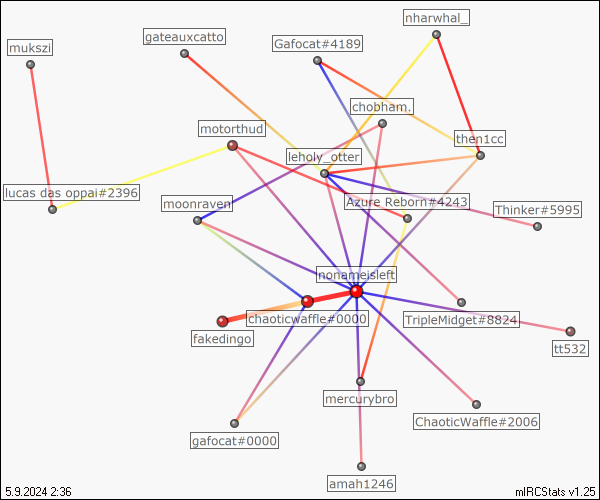 nharwhal_
gateauxcatto
Gafocat#4189
mukszi
chobham.
motorthud
then1cc
leholy_otter
lucas das oppai#2396
moonraven
Azure Reborn#4243
Thinker#5995
nonameisleft
chaoticwaffle#0000
TripleMidget#8824
fakedingo
tt532
mercurybro
ChaoticWaffle#2006
gafocat#0000
amah1246
5.9.2024 2:36
mIRCStats v1.25